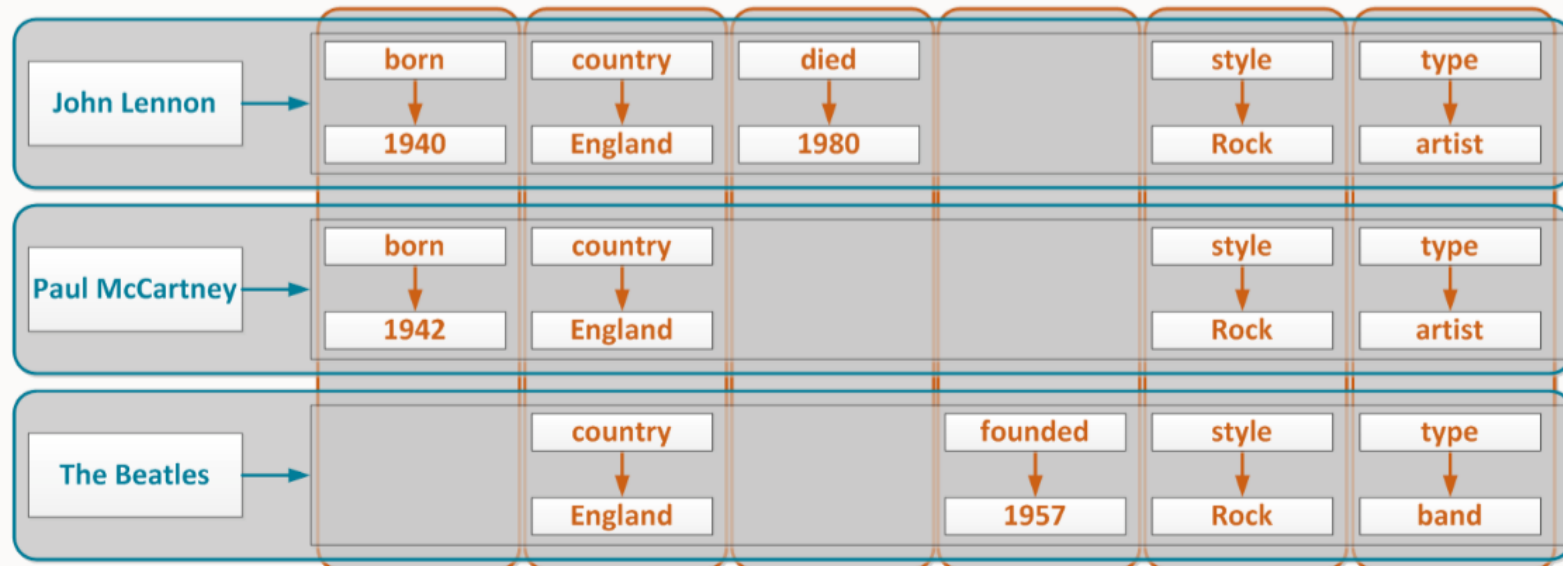 born country died style type
John Lennon
1940 England 1980 Rock artist
born country style type
Paul McCartney
1942 England Rock artist
country founded style type
The Beatles
England 1957 Rock band